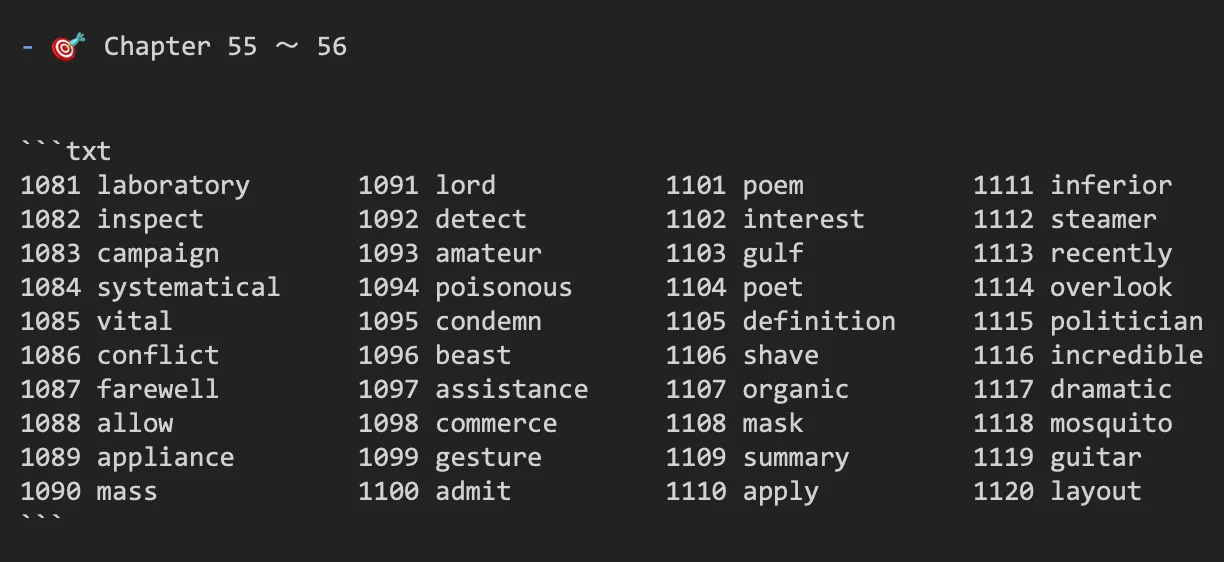 - 🎯 Chapter 55 ～ 56
```txt
1081 laboratory 1091 lord 1101 poem 1111 inferior
1082 inspect 1092 detect 1102 interest 1112 steamer
1083 campaign 1093 amateur 1103 gulf 1113 recently
1084 systematical 1094 poisonous 1104 poet 1114 overlook
1085 vital 1095 condemn 1105 definition 1115 politician
1086 conflict 1096 beast 1106 shave 1116 incredible
1087 farewell 1097 assistance 1107 organic 1117 dramatic
1088 allow 1098 commerce 1108 mask 1118 mosquito
1089 appliance 1099 gesture 1109 summary 1119 guitar
1090 mass 1100 admit 1110 apply 1120 layout
```